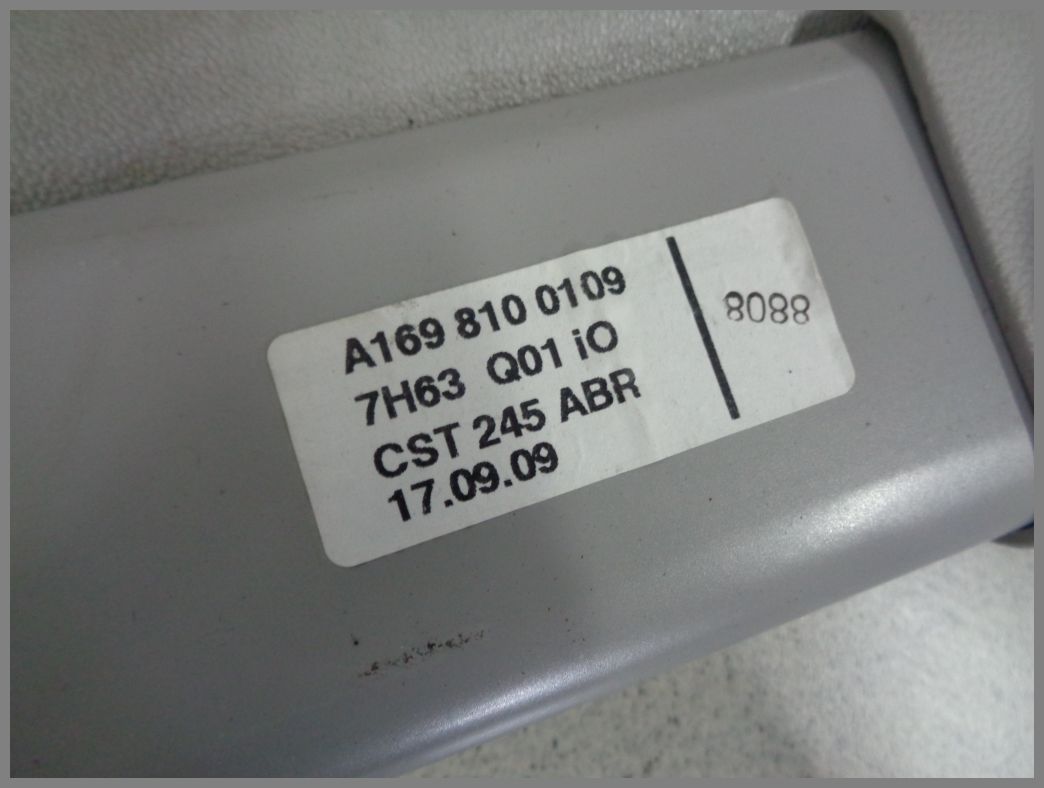 A169 810 0109
7H63 Q01 iO
CST 245 ABR
17.09.09
8088